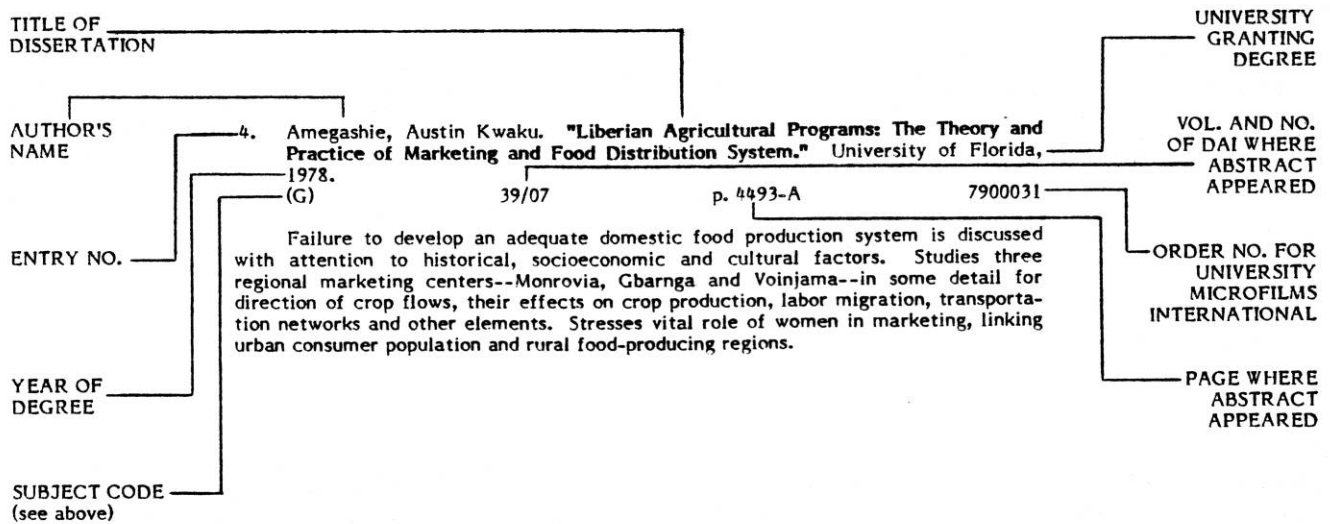 TITLE OF
DISSERTATION
UNIVERSITY
GRANTING
DEGREE
AUTHOR'S
NAME
4. Amegashie, Austin Kwaku. "Liberian Agricultural Programs: The Theory and
Practice of Marketing and Food Distribution System." University of Florida,
1978.
(G) 39/07 p. 4493-A 7900031
VOL. AND NO.
OF DAI WHERE
ABSTRACT
APPEARED
ENTRY NO.
Failure to develop an adequate domestic food production system is discussed
with attention to historical, socioeconomic and cultural factors. Studies three
regional marketing centers--Monrovia, Gbarnga and Voinjama--in some detail for
direction of crop flows, their effects on crop production, labor migration, transporta-
tion networks and other elements. Stresses vital role of women in marketing, linking
urban consumer population and rural food-producing regions.
ORDER NO. FOR
UNIVERSITY
MICROFILMS
INTERNATIONAL
YEAR OF
DEGREE
PAGE WHERE
ABSTRACT
APPEARED
SUBJECT CODE
(see above)